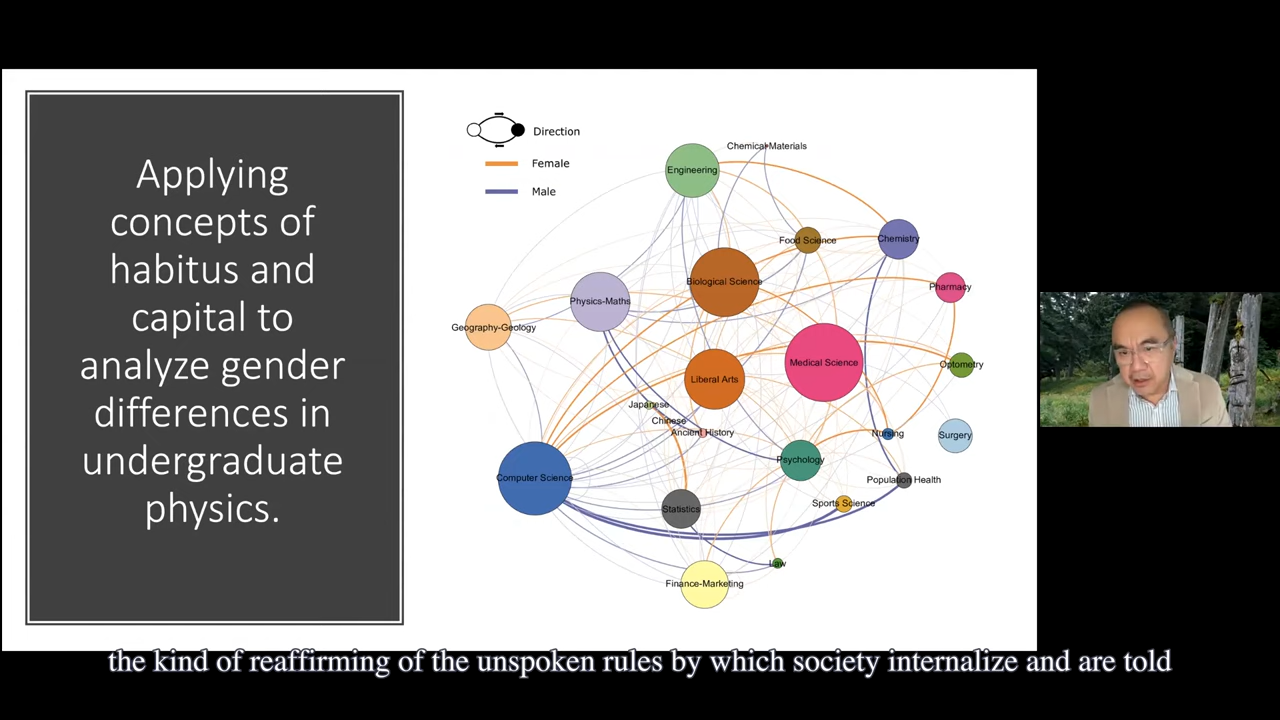 Applying
concepts of
habitus and
capital to
analyze gender
differences in
undergraduate
physics.
Direction
Female
Male
Chemical-Materials
Engineering
Food Science
Chemistry
Biological Science
Pharmacy
Physics-Maths
Geography-Geology
Medical Science
Optometry
Liberal Arts
Japanese
Chinese
Ancient History
Nursing
Surgery
Psychology
Computer Science
Population Health
Sports Science
Statistics
Law
Finance-Marketing
the kind of reaffirming of the unspoken rules by which society internalize and are told